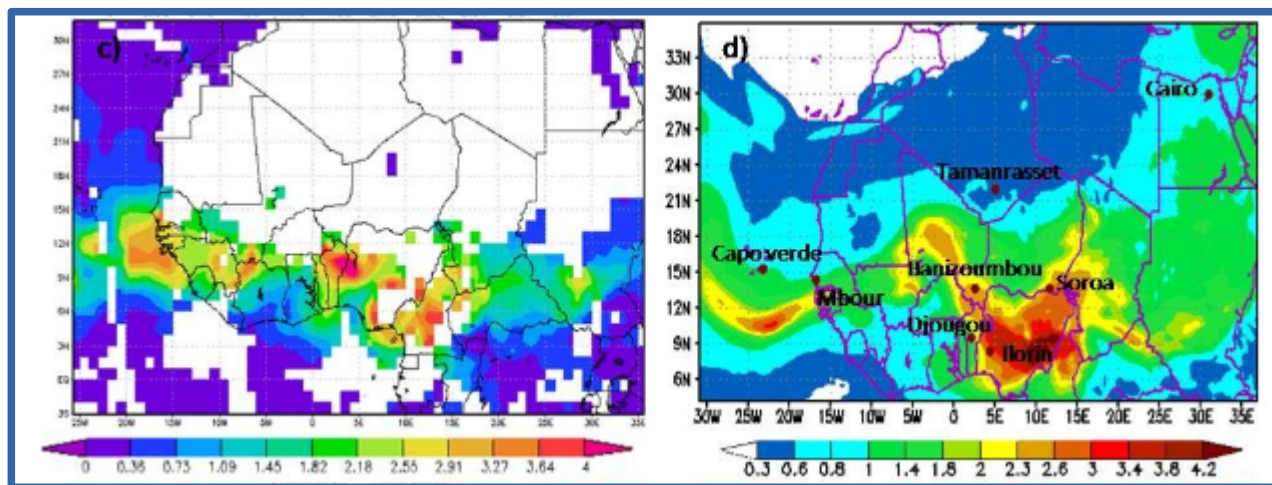 c)
30N
27N
24N
21N
18N
15N
12N
9N
6N
3N
25W 20W 15W 10W 5W 0 5E 10E 15E 20E 25E 30E 35E
0 0.36 0.73 1.09 1.45 1.82 2.18 2.55 2.91 3.27 3.64 4
d)
33N
30N
27N
24N
21N
18N
15N
12N
9N
6N
Cairo
Tamanrasset
Capoverde
Banizoumbou
Soroa
Mbour
Djougou
Ilorin
30W 25W 20W 15W 10W 5W 0 5E 10E 15E 20E 25E 30E 35E
0.3 0.6 0.8 1 1.4 1.8 2 2.3 2.6 3 3.4 3.8 4.2